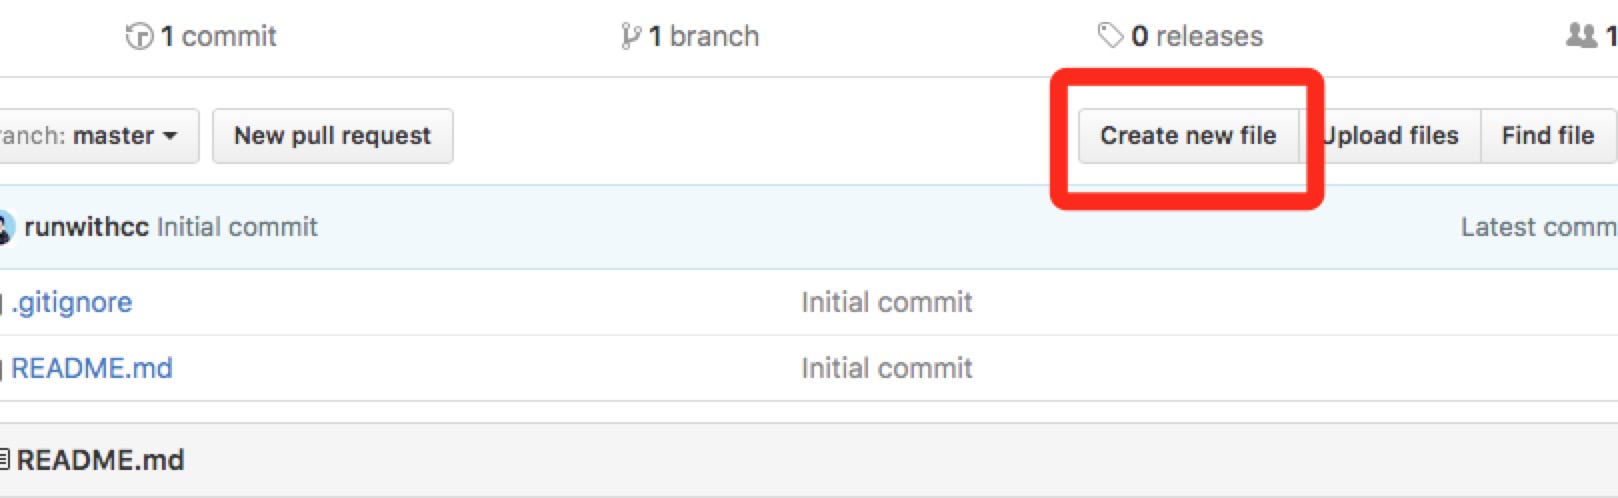 1 commit
1 branch
0 releases
1
anch: master
New pull request
Create new file
Upload files
Find file
runwithcc Initial commit
Latest comm
.gitignore
Initial commit
README.md
Initial commit
README.md